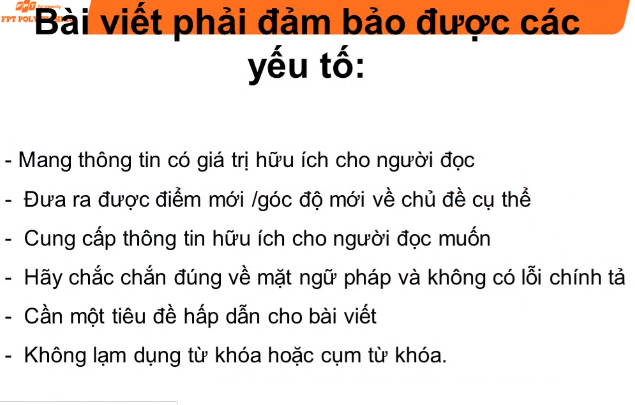 FPT POLY
Bài viết phải đảm bảo được các
yếu tố:
- Mang thông tin có giá trị hữu ích cho người đọc
- Đưa ra được điểm mới /góc độ mới về chủ đề cụ thể
- Cung cấp thông tin hữu ích cho người đọc muốn
- Hãy chắc chắn đúng về mặt ngữ pháp và không có lỗi chính tả
- Cần một tiêu đề hấp dẫn cho bài viết
- Không lạm dụng từ khóa hoặc cụm từ khóa.